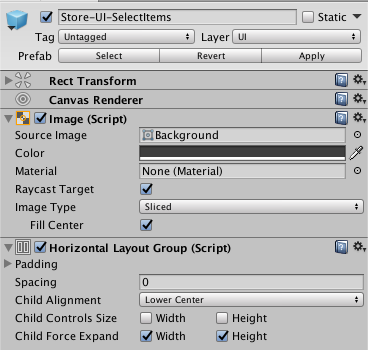 Store-UI-SelectItems
Static
Tag Untagged Layer UI
Prefab Select Revert Apply
Rect Transform
Canvas Renderer
Image (Script)
Source Image Background
Color
Material None (Material)
Raycast Target
Image Type Sliced
Fill Center
Horizontal Layout Group (Script)
Padding
Spacing 0
Child Alignment Lower Center
Child Controls Size Width Height
Child Force Expand Width Height